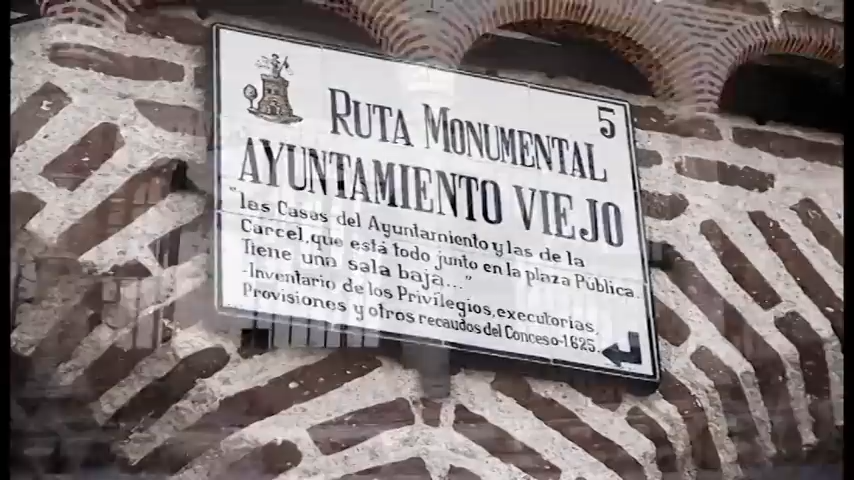 5
RUTA MONUMENTAL
AYUNTAMIENTO VIEJO
"las Casas del Ayuntamiento y las de la
Carcel, que está todo junto en la plaza Pública.
Tiene una sala baja..."
-Inventario de los Privilegios, executorias,
Provisiones y otros recaudos del Conceso-1625.